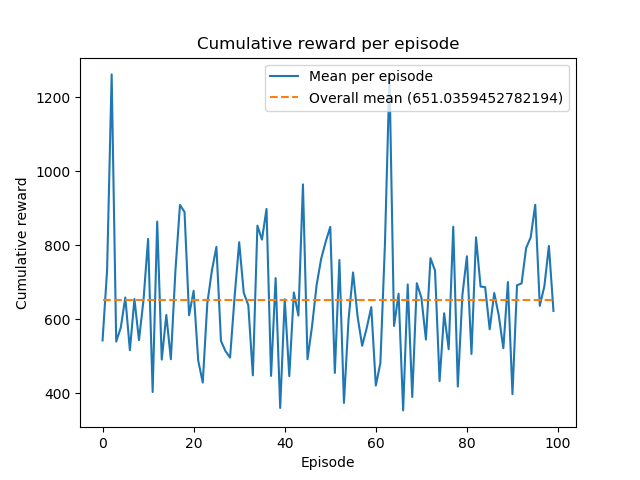 Cumulative reward per episode
Mean per episode
Overall mean (651.0359452782194)
Cumulative reward
1200
1000
800
600
400
0 20 40 60 80 100
Episode